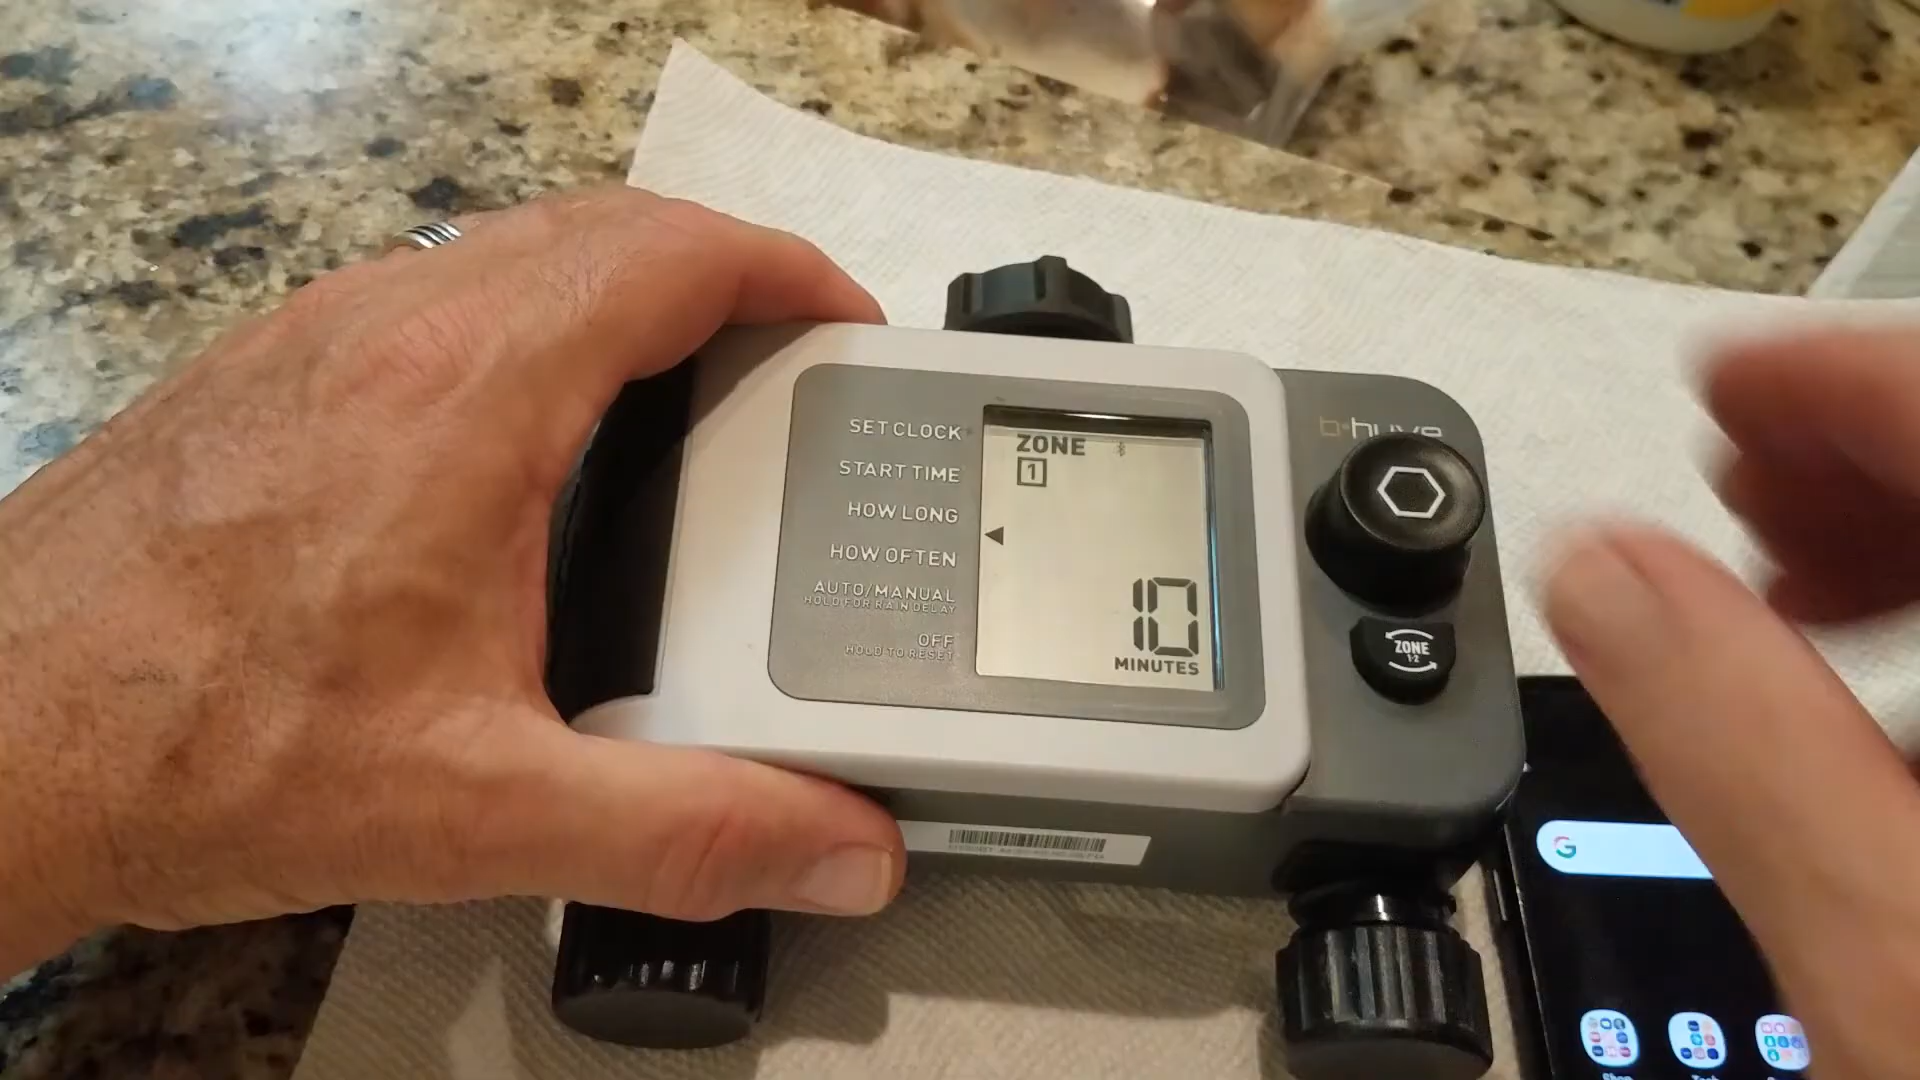 SET CLOCK
START TIME
HOW LONG
HOW OFTEN
AUTO/MANUAL
HOLD FOR RAIN DELAY
OFF
HOLD TO RESET
ZONE
1
10
MINUTES
b•hyve
ZONE
1-2
G
Shop